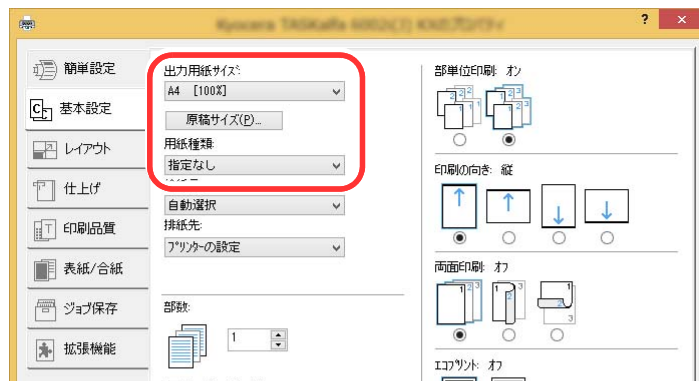 簡単設定
基本設定
レイアウト
仕上げ
印刷品質
表紙/合紙
ジョブ保存
拡張機能
出力用紙サイズ:
A4 [100%]
原稿サイズ(P)...
用紙種類:
指定なし
自動選択
排紙先:
プリンターの設定
部数:
1
部単位印刷: オン
印刷の向き: 縦
両面印刷: オフ
エコプリント: オフ